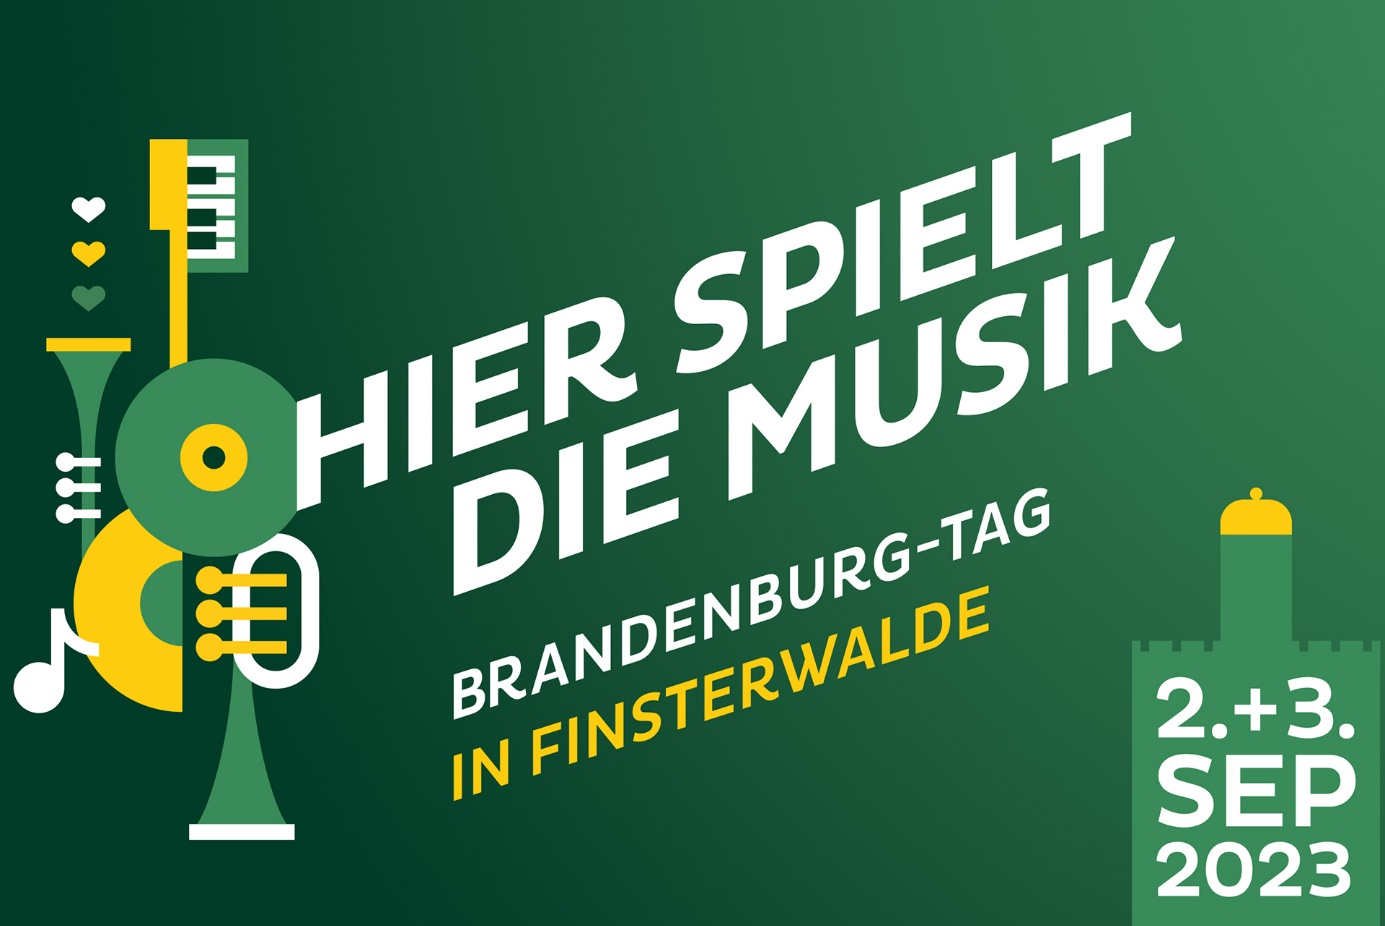 HIER SPIELT
DIE MUSIK
BRANDENBURG-TAG
IN FINSTERWALDE
2.+3.
SEP
2023